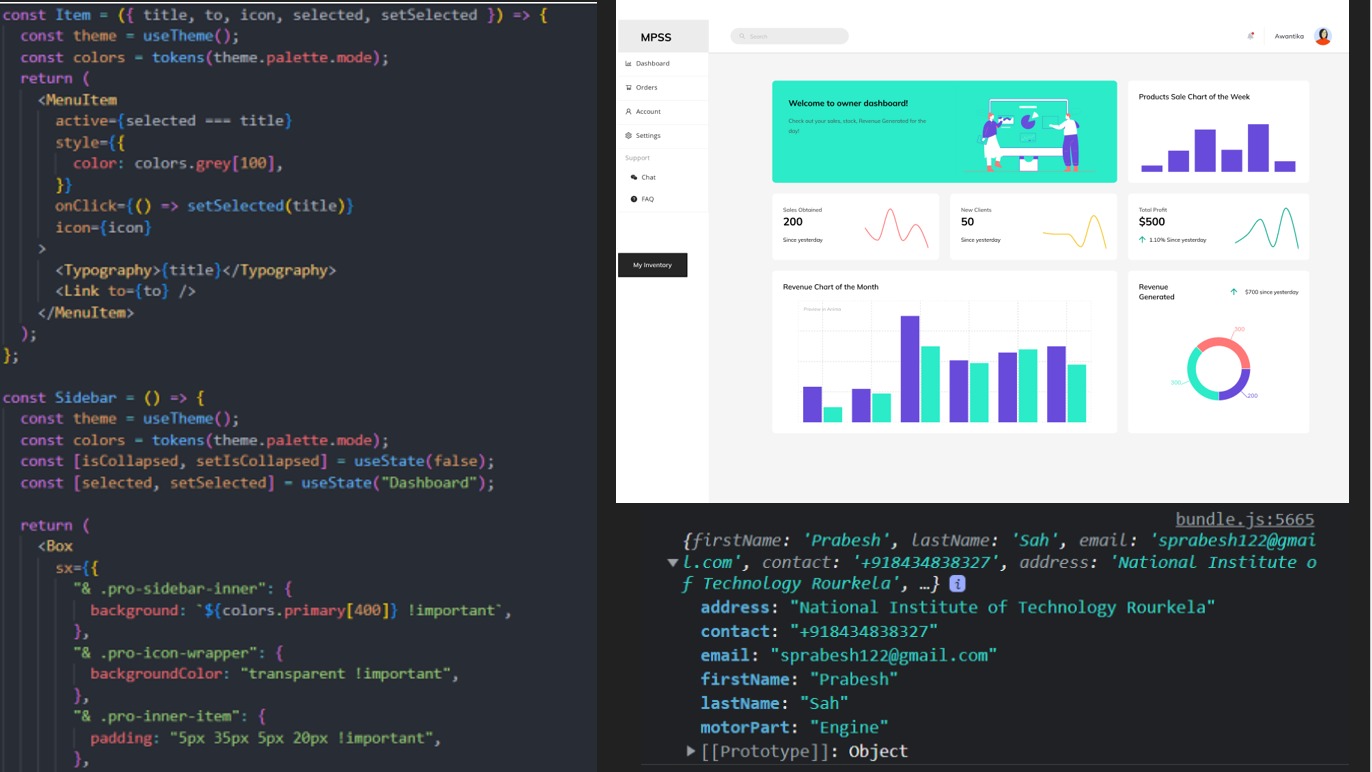 const Item = ({ title, to, icon, selected, setSelected }) => {
const theme = useTheme();
const colors = tokens(theme.palette.mode);
return (
<MenuItem
active={selected === title}
style={{
color: colors.grey[100],
}}
onClick={() => setSelected(title)}
icon={icon}
>
<Typography>{title}</Typography>
<Link to={to} />
</MenuItem>
);
};
const Sidebar = () => {
const theme = useTheme();
const colors = tokens(theme.palette.mode);
const [isCollapsed, setIsCollapsed] = useState(false);
const [selected, setSelected] = useState("Dashboard");
return (
<Box
sx={{
"& .pro-sidebar-inner": {
background: `${colors.primary[400]} !important`,
},
"& .pro-icon-wrapper": {
backgroundColor: "transparent !important",
},
"& .pro-inner-item": {
padding: "5px 35px 5px 20px !important",
},
MPSS
Search
Awantika
Dashboard
Orders
Account
Settings
Support
Chat
FAQ
My Inventory
Welcome to owner dashboard!
Check out your sales, stock, Revenue Generated for the
day!
Products Sale Chart of the Week
Sales Obtained
200
Since yesterday
New Clients
50
Since yesterday
Total Profit
$500
1.10% Since yesterday
Revenue Chart of the Month
Revenue
Generated
$700 since yesterday
300
300
200
bundle.js:5665
{firstName: 'Prabesh', lastName: 'Sah', email: 'sprabesh122@gmai
l.com', contact: '+918434838327', address: 'National Institute o
f Technology Rourkela', …}
address: "National Institute of Technology Rourkela"
contact: "+918434838327"
email: "sprabesh122@gmail.com"
firstName: "Prabesh"
lastName: "Sah"
motorPart: "Engine"
[[Prototype]]: Object